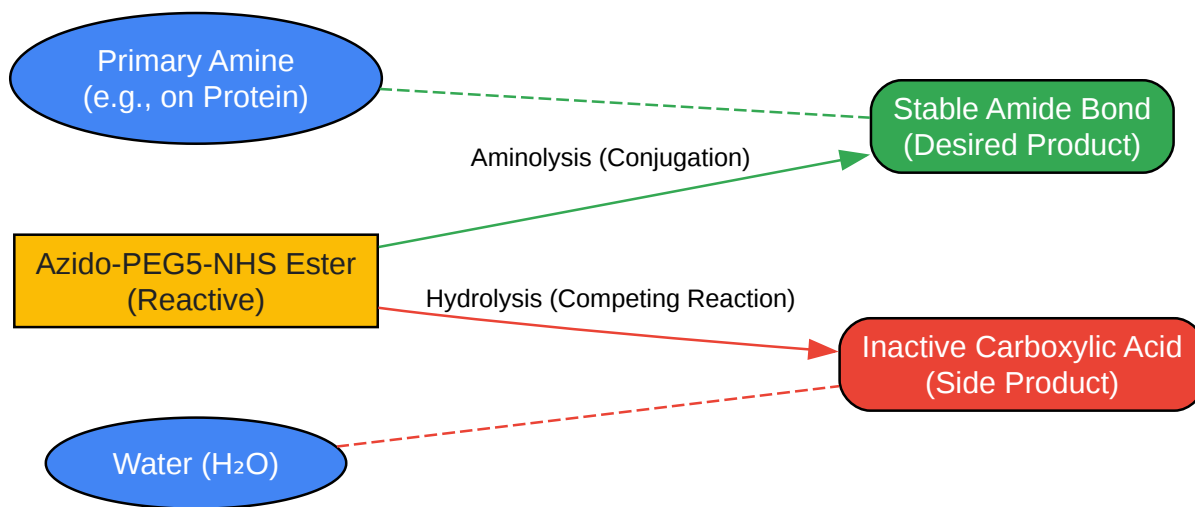 Primary Amine
(e.g., on Protein)
Stable Amide Bond
(Desired Product)
Aminolysis (Conjugation)
Azido-PEG5-NHS Ester
(Reactive)
Hydrolysis (Competing Reaction)
Inactive Carboxylic Acid
(Side Product)
Water (H₂O)